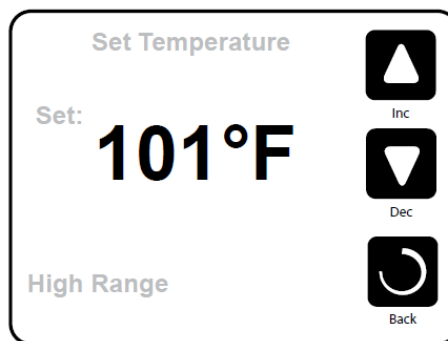 Set Temperature
Inc
Set:
101°F
Dec
High Range
Back